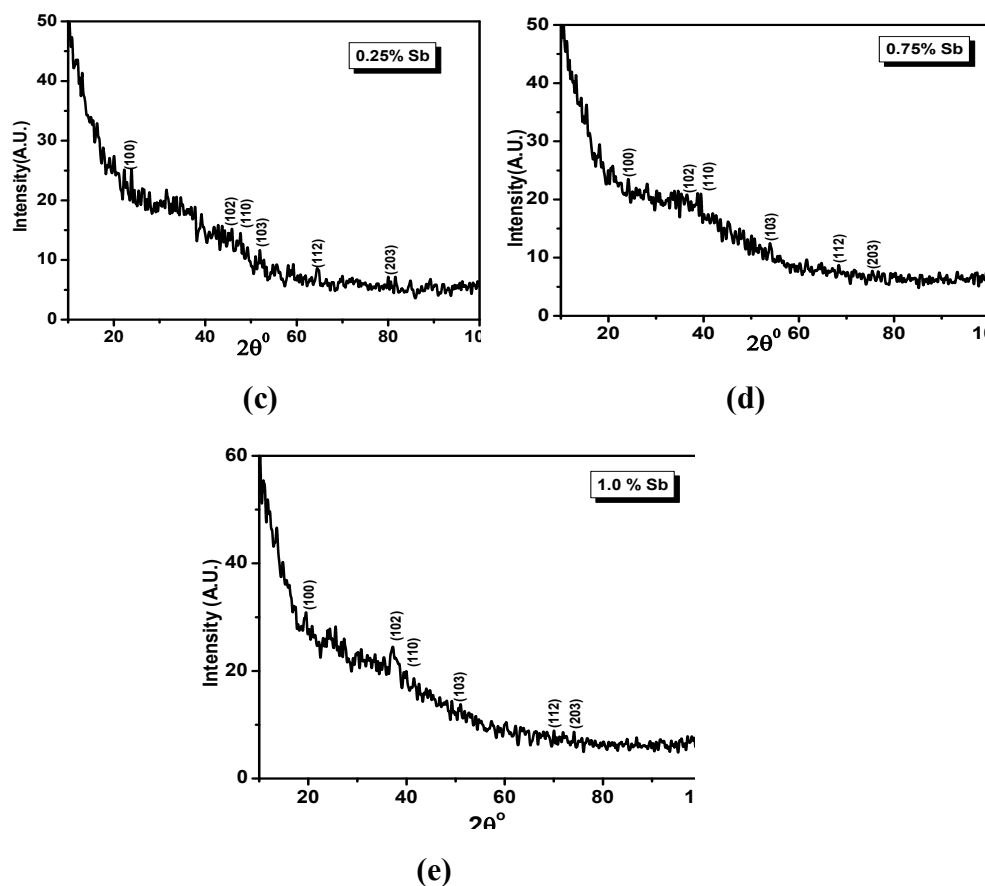 50
40
30
20
10
0
Intensity(A.U.)
0.25% Sb
(100)
(102)
(110)
(103)
(112)
(203)
20 40 60 80 10
2θ⁰
(c)
50
40
30
20
10
0
Intensity(A.U.)
0.75% Sb
(100)
(102)
(110)
(103)
(112)
(203)
20 40 60 80 10
2θ⁰
(d)
60
40
20
0
Intensity (A.U.)
1.0 % Sb
(100)
(102)
(110)
(103)
(112)
(203)
20 40 60 80 1
2θ°
(e)